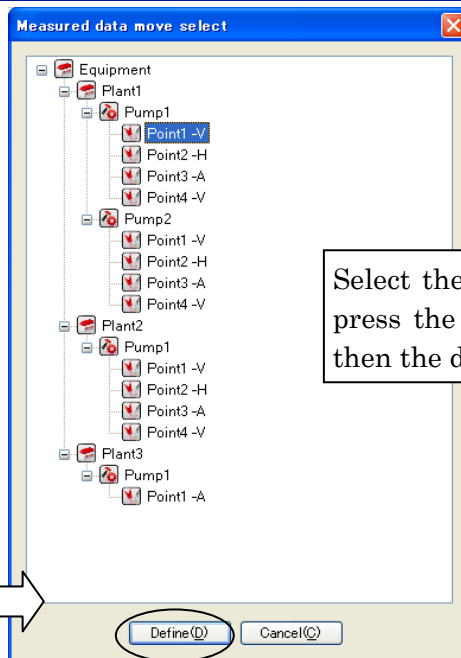 Measured data move select
Equipment
Plant1
Pump1
Point1 -V
Point2 -H
Point3 -A
Point4 -V
Pump2
Point1 -V
Point2 -H
Point3 -A
Point4 -V
Plant2
Pump1
Point1 -V
Point2 -H
Point3 -A
Point4 -V
Plant3
Pump1
Point1 -A
Select the
press the
then the d
Define(D)
Cancel(C)